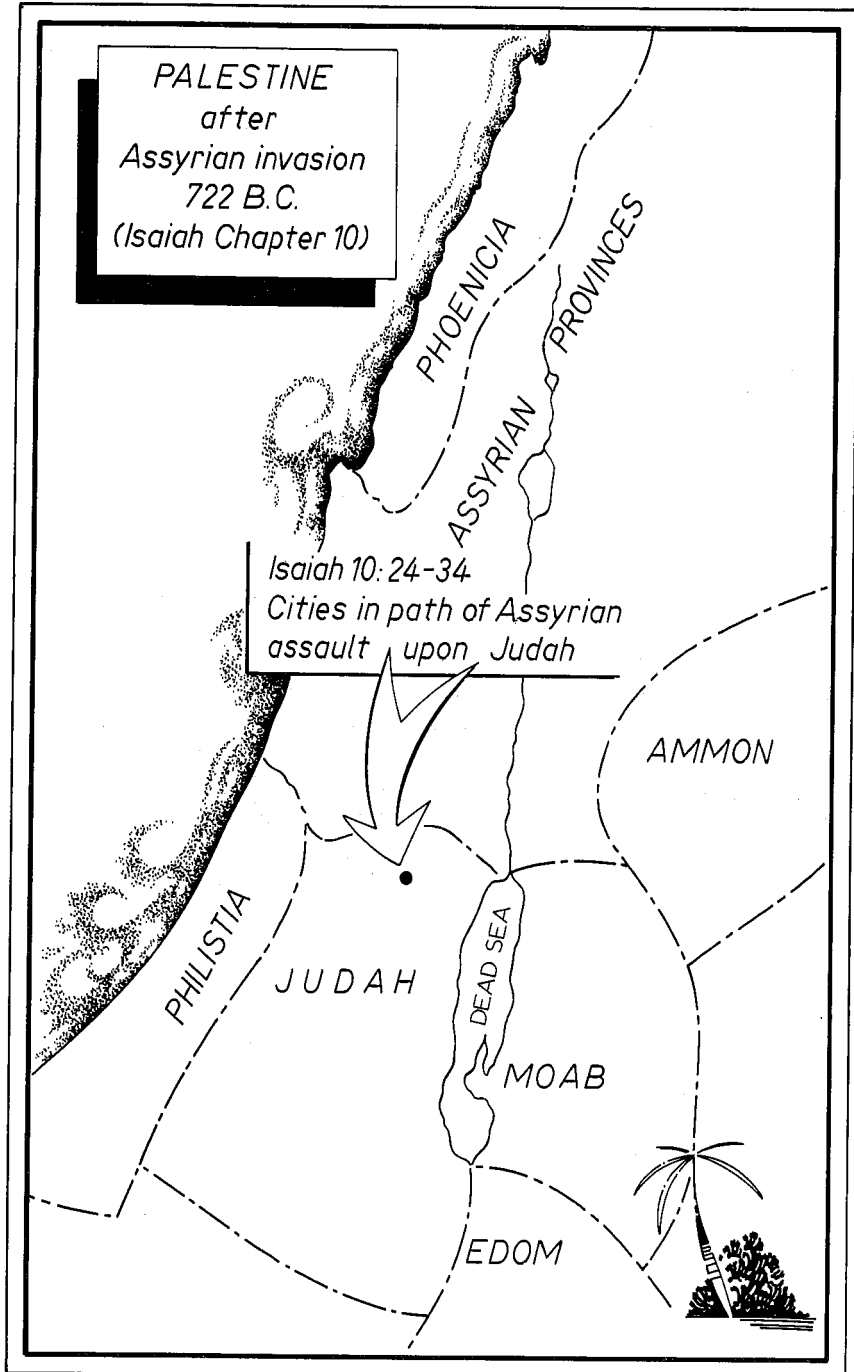 PALESTINE
after
Assyrian invasion
722 B.C.
(Isaiah Chapter 10)
PHOENICIA
ASSYRIAN PROVINCES
Isaiah 10:24-34
Cities in path of Assyrian
assault upon Judah
AMMON
PHILISTIA
JUDAH
DEAD SEA
MOAB
EDOM